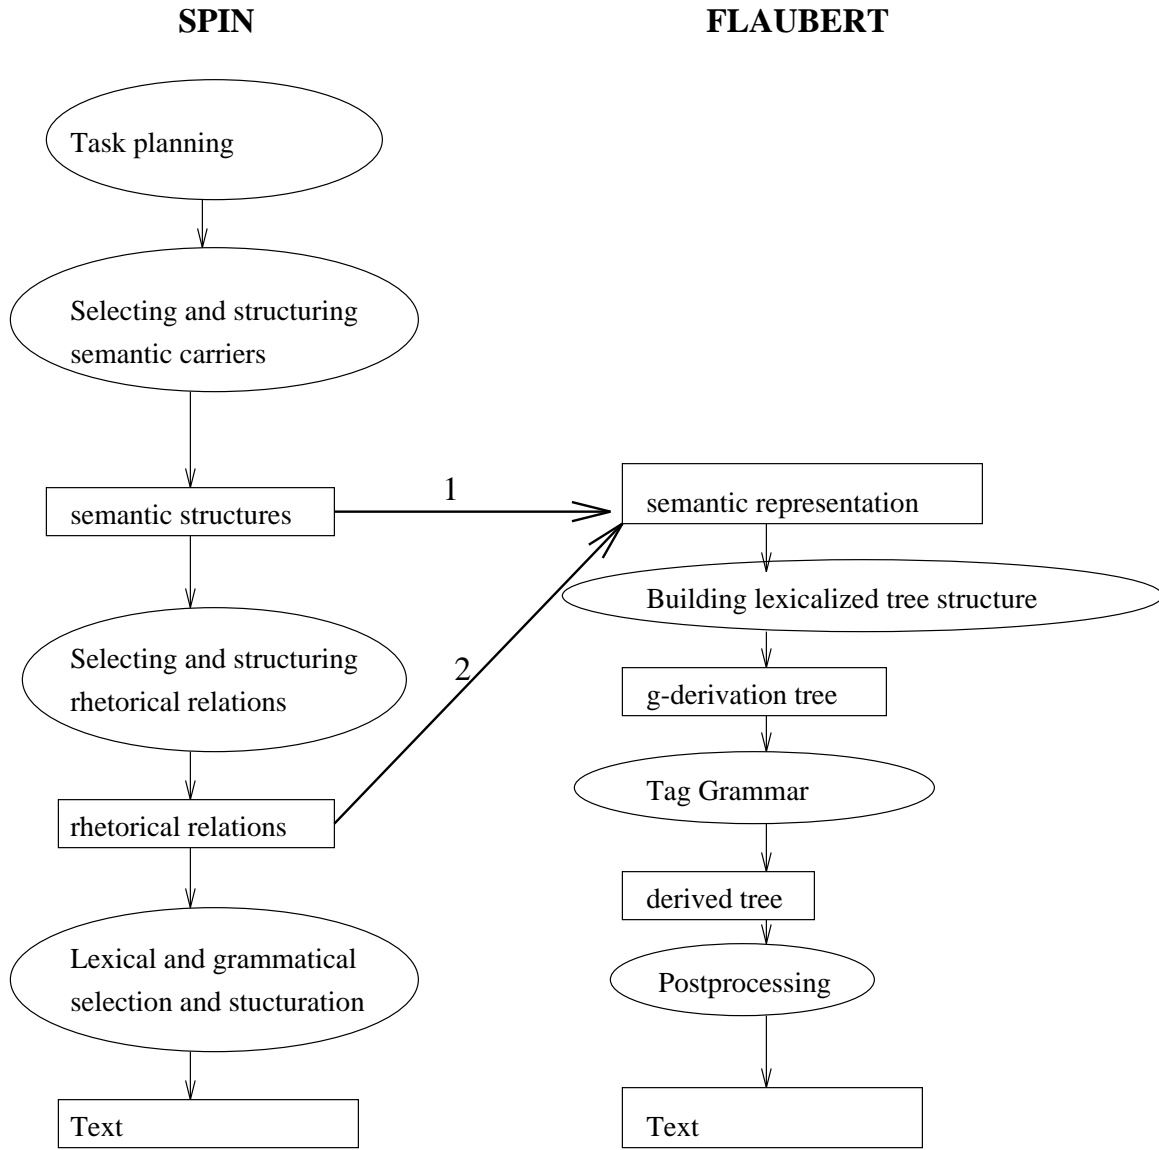 SPIN
FLAUBERT
Task planning
Selecting and structuring
semantic carriers
semantic structures
1
semantic representation
Building lexicalized tree structure
Selecting and structuring
rhetorical relations
2
g-derivation tree
Tag Grammar
rhetorical relations
derived tree
Lexical and grammatical
selection and stucturation
Postprocessing
Text
Text